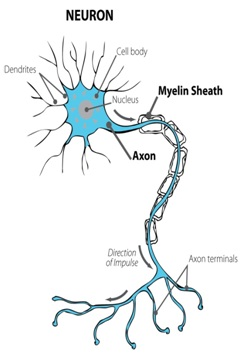 NEURON
Cell body
Dendrites
Nucleus
Myelin Sheath
Axon
Direction
of Impulse
Axon terminals